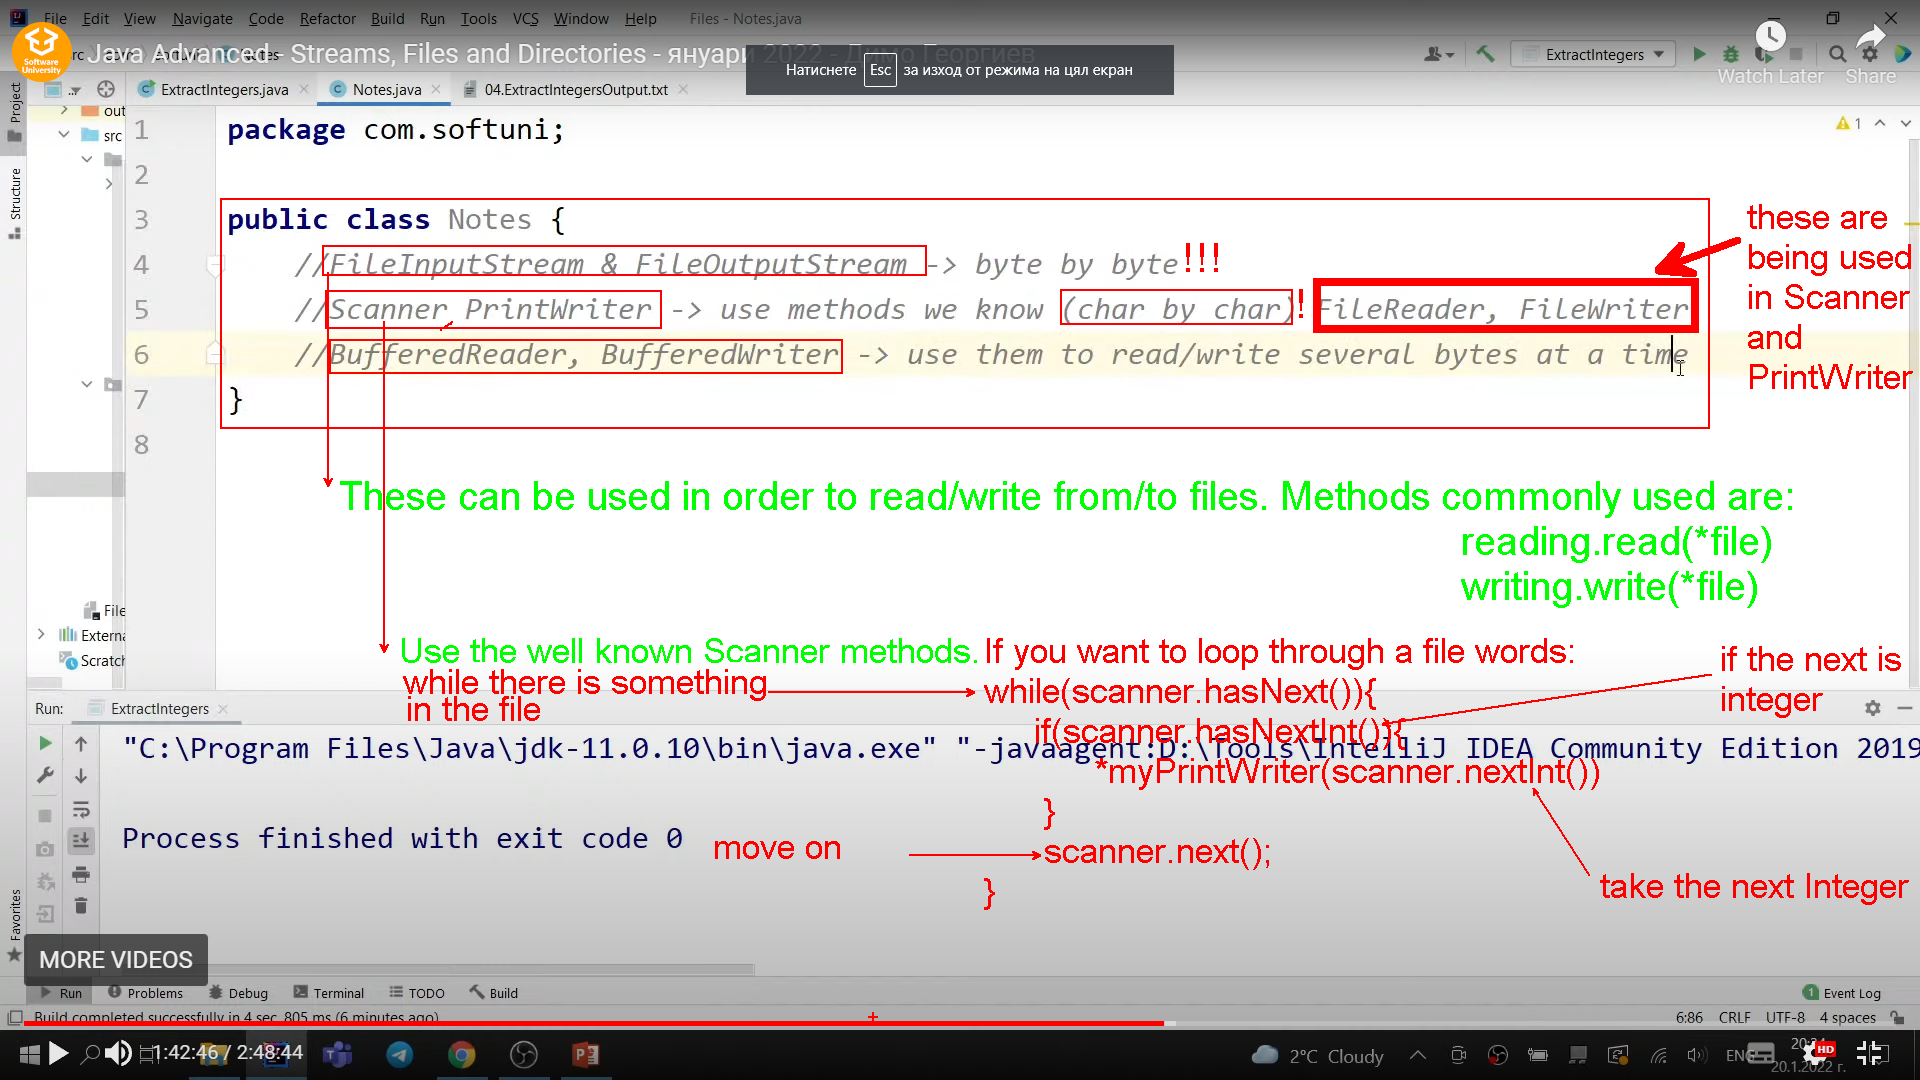 File Edit View Navigate Code Refactor Build Run Tools VCS Window Help Files - Notes.java
Java Advanced - Streams, Files and Directories - януари 2022 - Димо Георгиев
Software University
Натиснете Esc за изход от режима на цял екран
ExtractIntegers
Watch Later Share
ExtractIntegers.java Notes.java 04.ExtractIntegersOutput.txt
Project
Structure
Favorites
out
src
File
Externa
Scratch
1 package com.softuni;
1
2
3 public class Notes {
4 //FileInputStream & FileOutputStream -> byte by byte!!!
5 //Scanner PrintWriter -> use methods we know (char by char)! FileReader, FileWriter
6 //BufferedReader, BufferedWriter -> use them to read/write several bytes at a time
7 }
8
these are
being used
in Scanner
and
PrintWriter
These can be used in order to read/write from/to files. Methods commonly used are:
reading.read(*file)
writing.write(*file)
Use the well known Scanner methods. If you want to loop through a file words:
while there is something
in the file
while(scanner.hasNext()){
if the next is
integer
if(scanner.hasNextInt()){
*myPrintWriter(scanner.nextInt())
}
move on
scanner.next();
}
take the next Integer
Run: ExtractIntegers
"C:\Program Files\Java\jdk-11.0.10\bin\java.exe" "-javaagent:D:\Tools\IntelliJ IDEA Community Edition 2019
Process finished with exit code 0
MORE VIDEOS
Run Problems Debug Terminal TODO Build 1 Event Log
Build completed successfully in 4 sec, 805 ms (6 minutes ago) 6:86 CRLF UTF-8 4 spaces
1:42:46 / 2:48:44
2°C Cloudy
ENG
HD
20.1.2022 г.